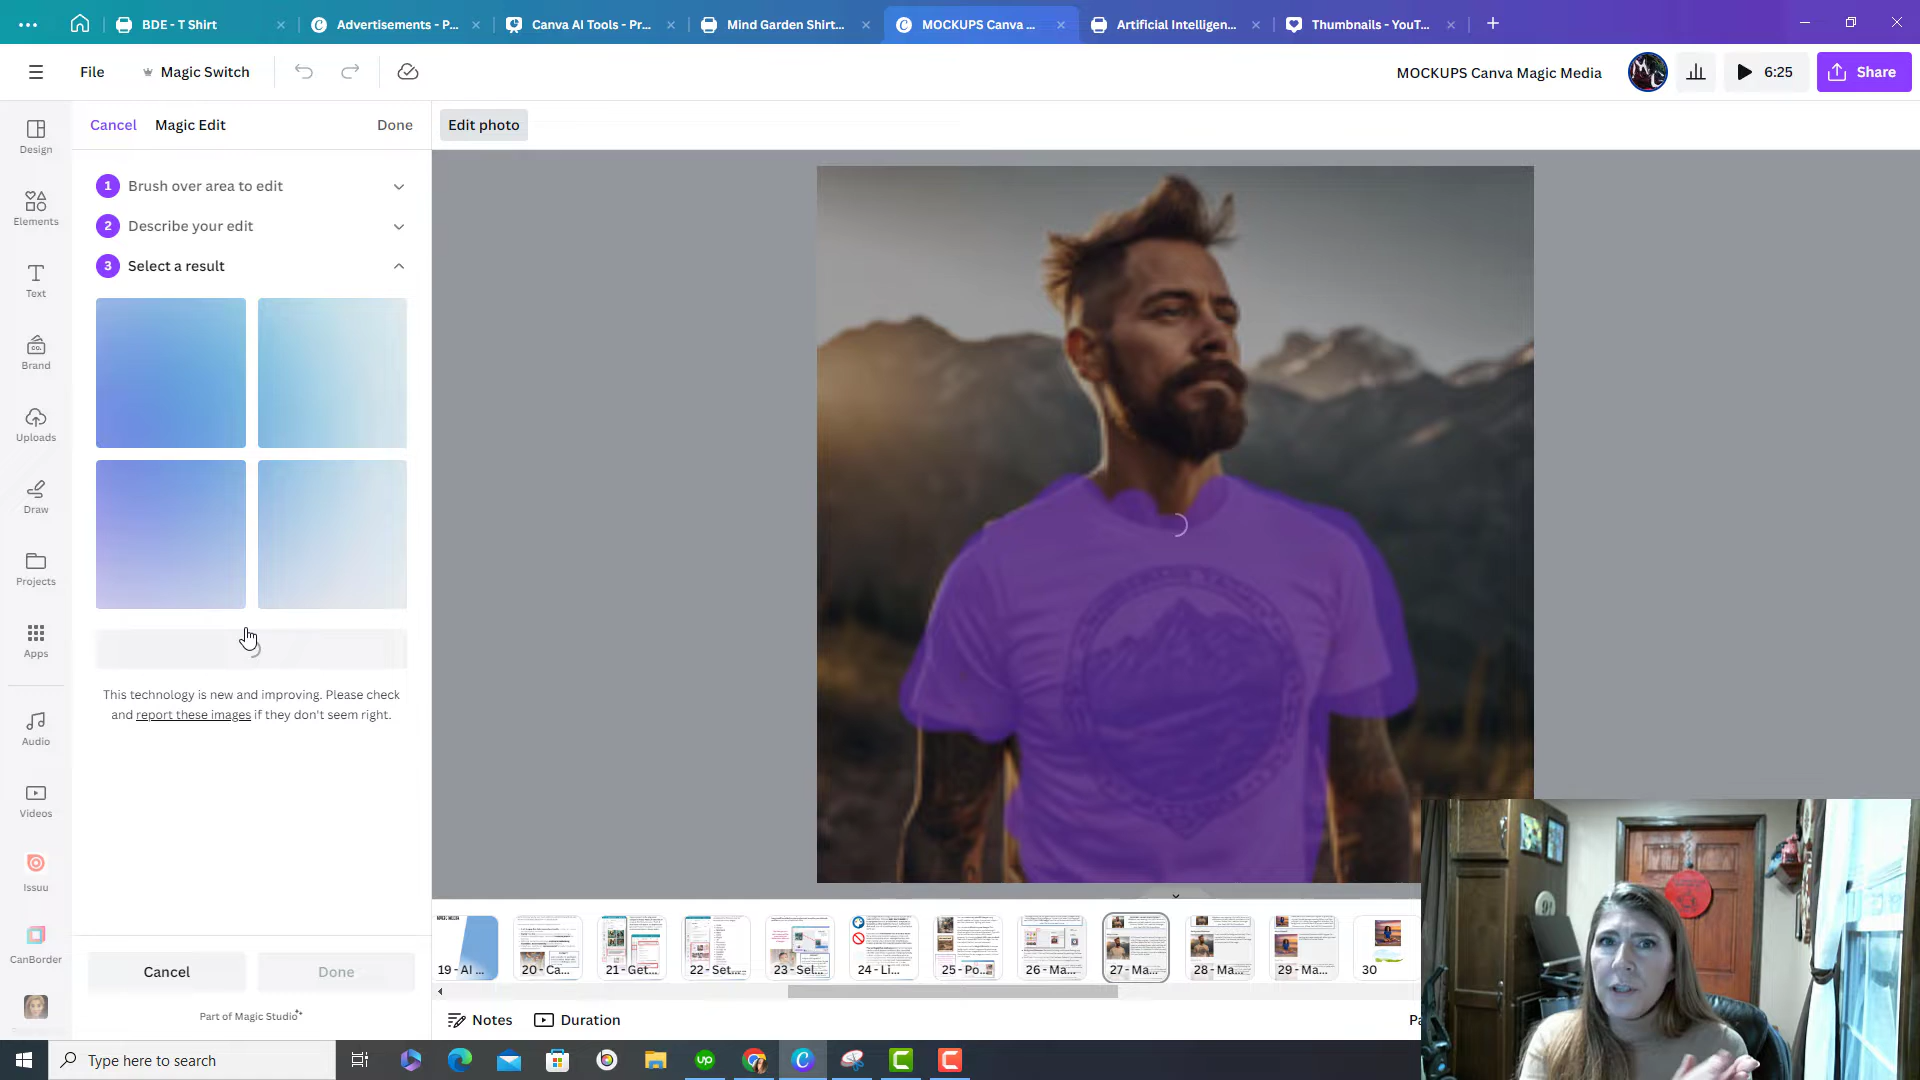 BDE - T Shirt
Advertisements - P...
Canva AI Tools - Pr...
Mind Garden Shirt...
MOCKUPS Canva ...
Artificial Intelligen...
Thumbnails - YouT...
File
Magic Switch
MOCKUPS Canva Magic Media
6:25
Share
Cancel
Magic Edit
Done
Edit photo
Design
Elements
Text
Brand
Uploads
Draw
Projects
Apps
Audio
Videos
Issuu
CanBorder
1 Brush over area to edit
2 Describe your edit
3 Select a result
This technology is new and improving. Please check
and report these images if they don't seem right.
Cancel
Done
Part of Magic Studio
19 - AI ...
20 - Ca...
21 - Get...
22 - Set...
23 - Sel...
24 - Li...
25 - Po...
26 - Ma...
27 - Ma...
28 - Ma...
29 - Ma...
30
Notes
Duration
Type here to search